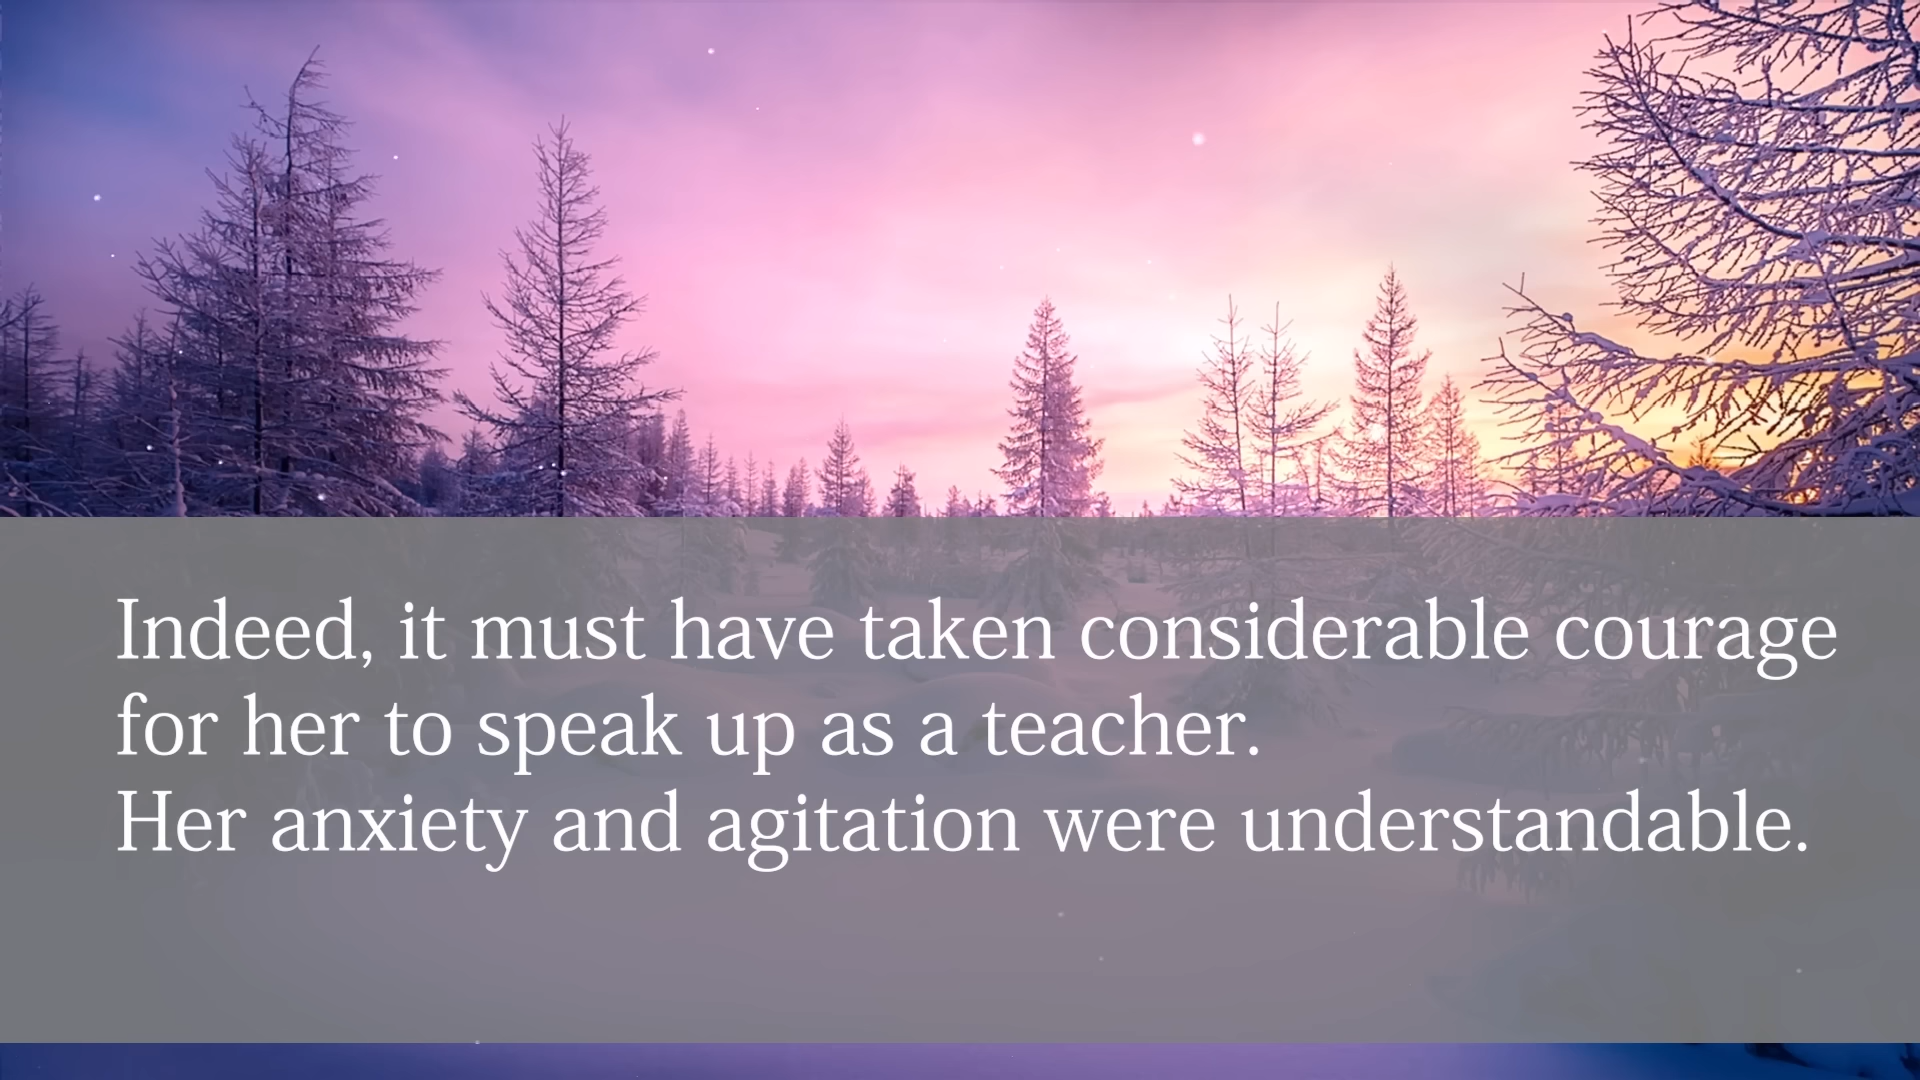 Indeed, it must have taken considerable courage
for her to speak up as a teacher.
Her anxiety and agitation were understandable.